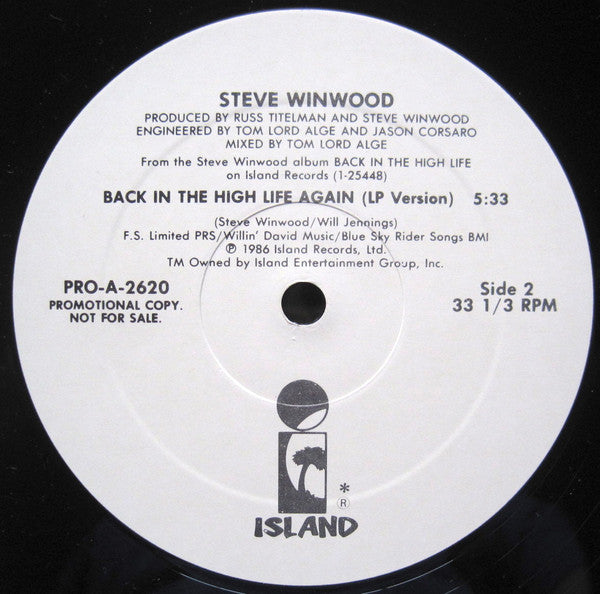 STEVE WINWOOD
PRODUCED BY RUSS TITELMAN AND STEVE WINWOOD
ENGINEERED BY TOM LORD ALGE AND JASON CORSARO
MIXED BY TOM LORD ALGE
From the Steve Winwood album BACK IN THE HIGH LIFE
on Island Records (1-25448)
BACK IN THE HIGH LIFE AGAIN (LP Version) 5:33
(Steve Winwood/Will Jennings)
F.S. Limited PRS/Willin' David Music/Blue Sky Rider Songs BMI
℗ 1986 Island Records, Ltd.
TM Owned by Island Entertainment Group, Inc.
PRO-A-2620
PROMOTIONAL COPY.
NOT FOR SALE.
Side 2
33 1/3 RPM
*
®
ISLAND